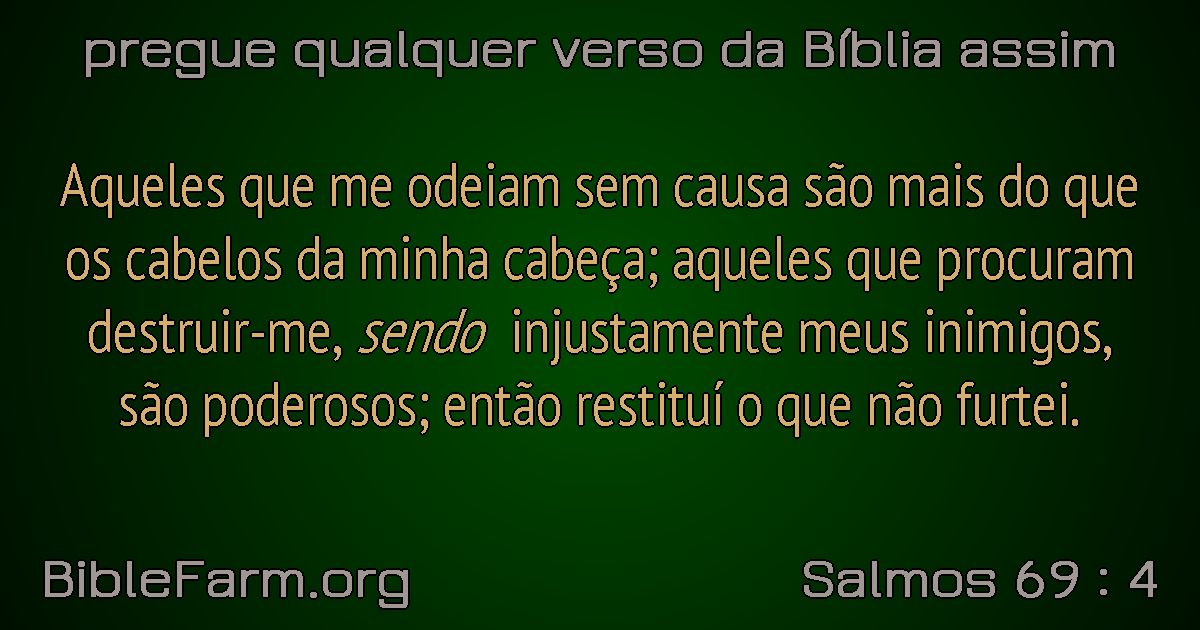 pregue qualquer verso da Bíblia assim
Aqueles que me odeiam sem causa são mais do que
os cabelos da minha cabeça; aqueles que procuram
destruir-me, sendo injustamente meus inimigos,
são poderosos; então restituí o que não furtei.
BibleFarm.org
Salmos 69 : 4